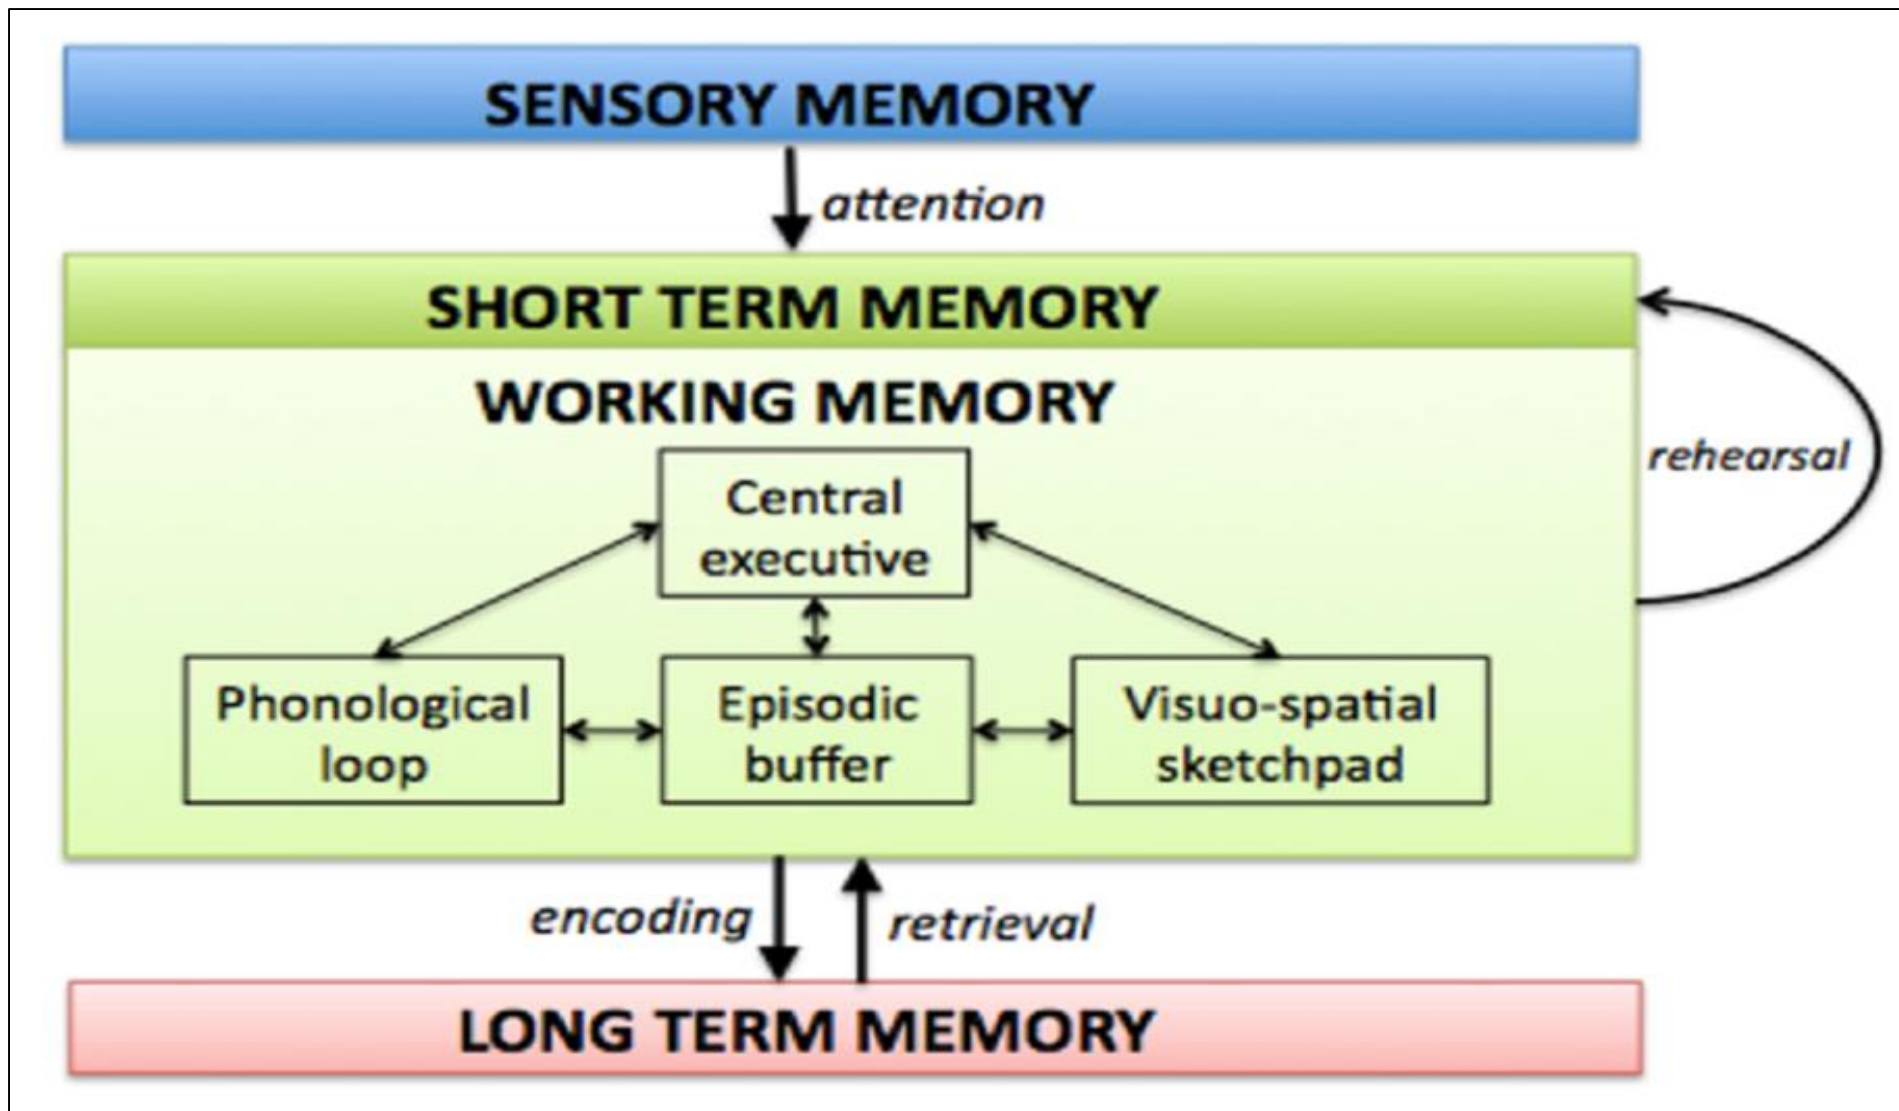 SENSORY MEMORY
attention
SHORT TERM MEMORY
WORKING MEMORY
Central
executive
rehearsal
Phonological
loop
Episodic
buffer
Visuo-spatial
sketchpad
encoding
retrieval
LONG TERM MEMORY